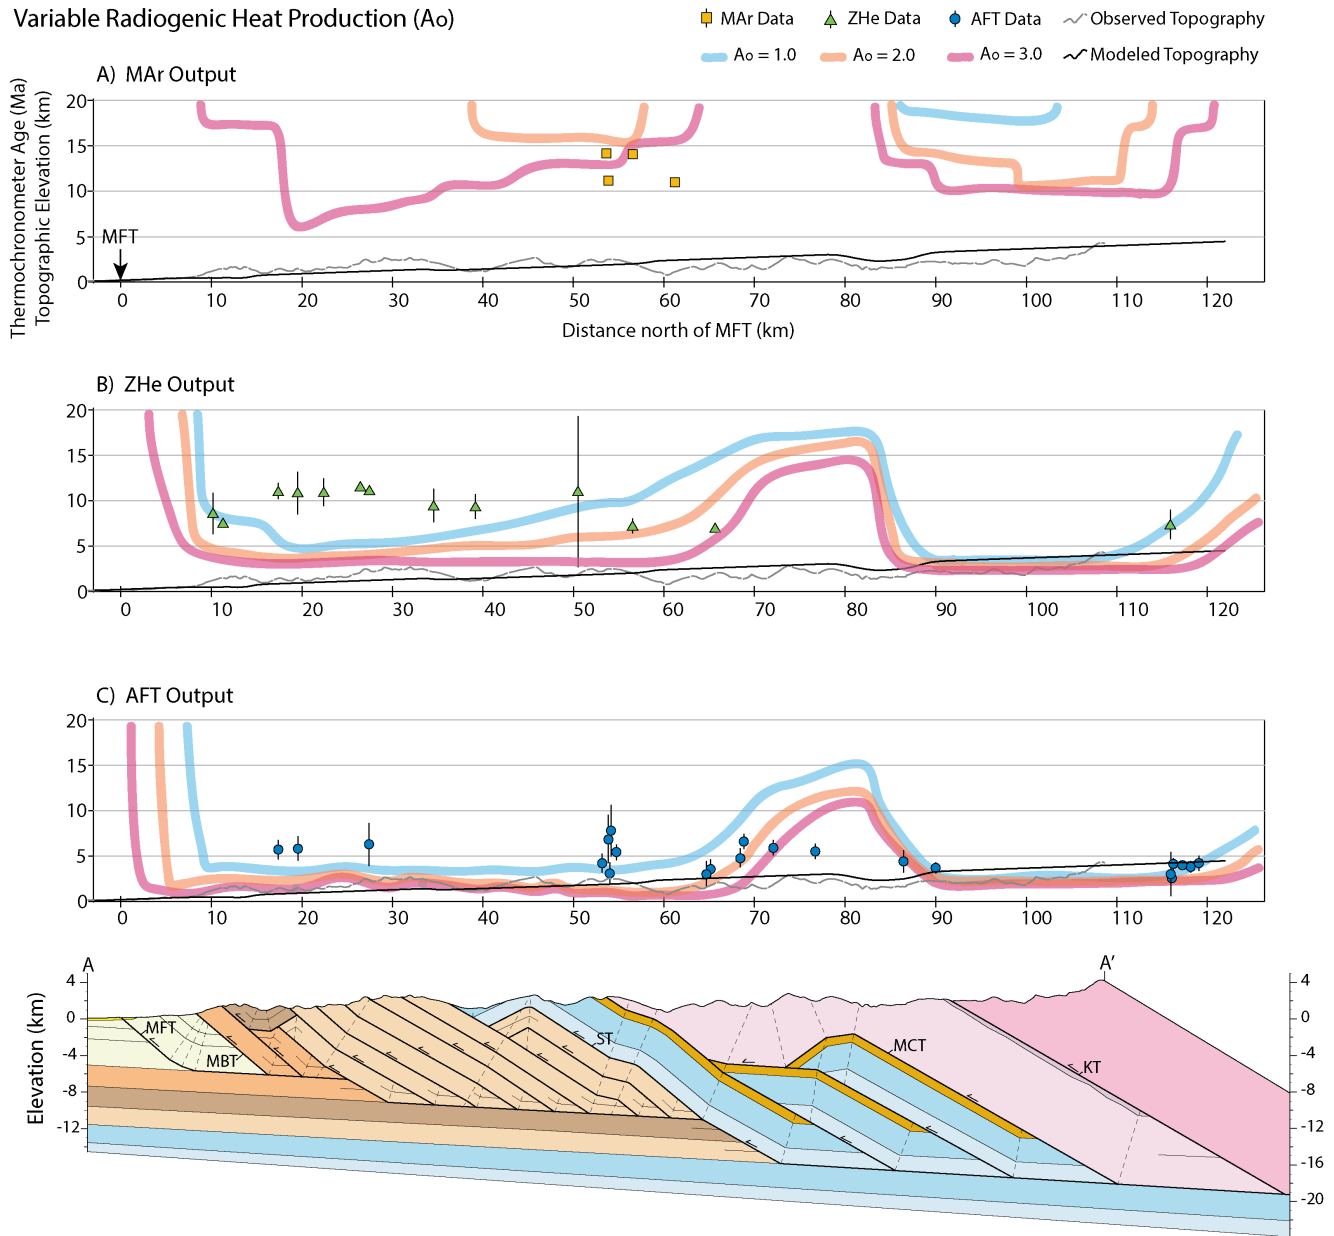 Variable Radiogenic Heat Production (Ao)
MAr Data
ZHe Data
AFT Data
Observed Topography
Ao = 1.0
Ao = 2.0
Ao = 3.0
Modeled Topography
A) MAr Output
Thermochronometer Age (Ma)
Topographic Elevation (km)
20
15
10
5
0
MFT
0 10 20 30 40 50 60 70 80 90 100 110 120
Distance north of MFT (km)
B) ZHe Output
20
15
10
5
0
0 10 20 30 40 50 60 70 80 90 100 110 120
C) AFT Output
20
15
10
5
0
0 10 20 30 40 50 60 70 80 90 100 110 120
A
A′
Elevation (km)
4
0
-4
-8
-12
MFT
MBT
ST
MCT
KT
4
0
-4
-8
-12
-16
-20